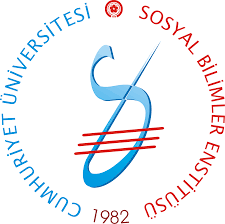 CUMHURİYET ÜNİVERSİTESİ
SOSYAL BİLİMLER ENSTİTÜSÜ
1982